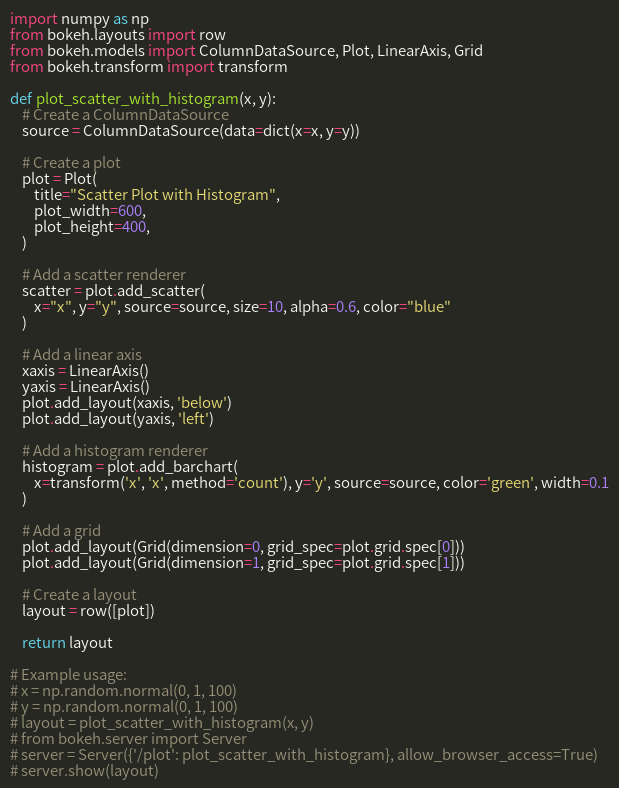 import numpy as np
from bokeh.layouts import row
from bokeh.models import ColumnDataSource, Plot, LinearAxis, Grid
from bokeh.transform import transform

def plot_scatter_with_histogram(x, y):
    # Create a ColumnDataSource
    source = ColumnDataSource(data=dict(x=x, y=y))

    # Create a plot
    plot = Plot(
        title="Scatter Plot with Histogram",
        plot_width=600,
        plot_height=400,
    )

    # Add a scatter renderer
    scatter = plot.add_scatter(
        x="x", y="y", source=source, size=10, alpha=0.6, color="blue"
    )

    # Add a linear axis
    xaxis = LinearAxis()
    yaxis = LinearAxis()
    plot.add_layout(xaxis, 'below')
    plot.add_layout(yaxis, 'left')

    # Add a histogram renderer
    histogram = plot.add_barchart(
        x=transform('x', 'x', method='count'), y='y', source=source, color='green', width=0.1
    )

    # Add a grid
    plot.add_layout(Grid(dimension=0, grid_spec=plot.grid.spec[0]))
    plot.add_layout(Grid(dimension=1, grid_spec=plot.grid.spec[1]))

    # Create a layout
    layout = row([plot])

    return layout

# Example usage:
# x = np.random.normal(0, 1, 100)
# y = np.random.normal(0, 1, 100)
# layout = plot_scatter_with_histogram(x, y)
# from bokeh.server import Server
# server = Server({'/plot': plot_scatter_with_histogram}, allow_browser_access=True)
# server.show(layout)